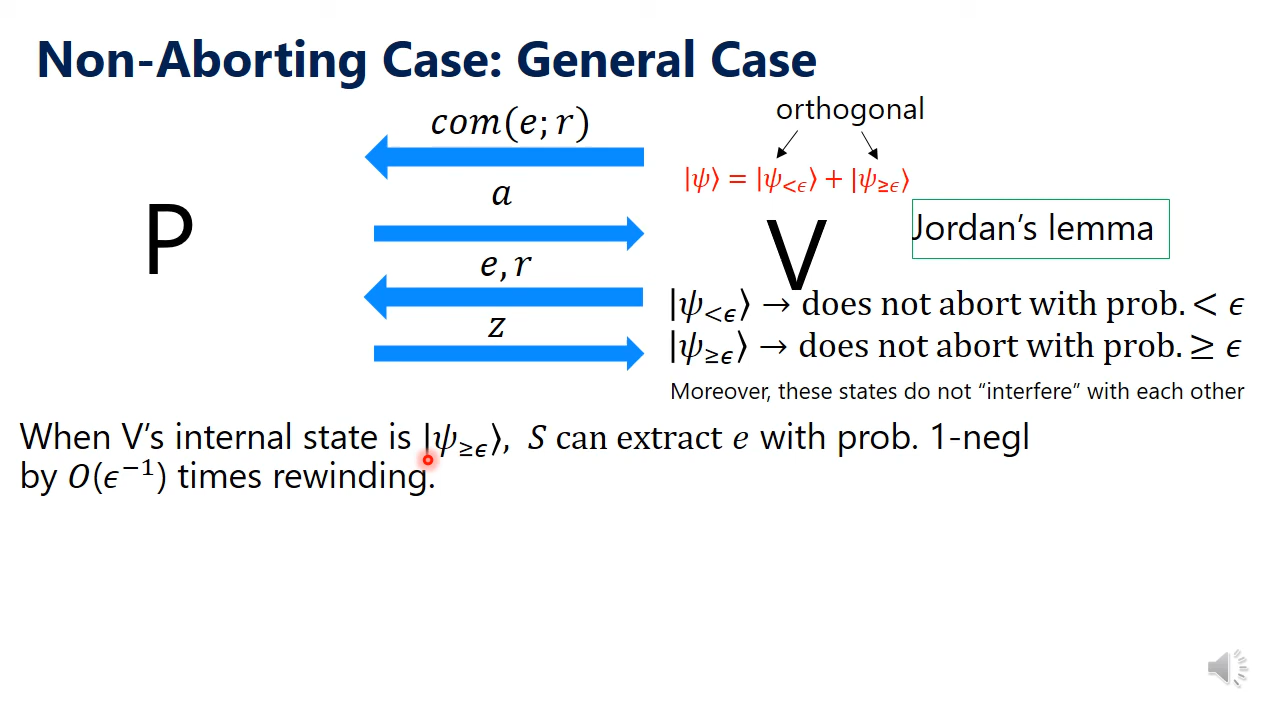 Non-Aborting Case: General Case
orthogonal
com(e; r)
|ψ⟩ = |ψ<ϵ⟩ + |ψ≥ϵ⟩
a
P
V
Jordan's lemma
e, r
|ψ<ϵ⟩ → does not abort with prob. < ϵ
z
|ψ≥ϵ⟩ → does not abort with prob. ≥ ϵ
Moreover, these states do not "interfere" with each other
When V's internal state is |ψ≥ϵ⟩, S can extract e with prob. 1-negl
by O(ϵ⁻¹) times rewinding.